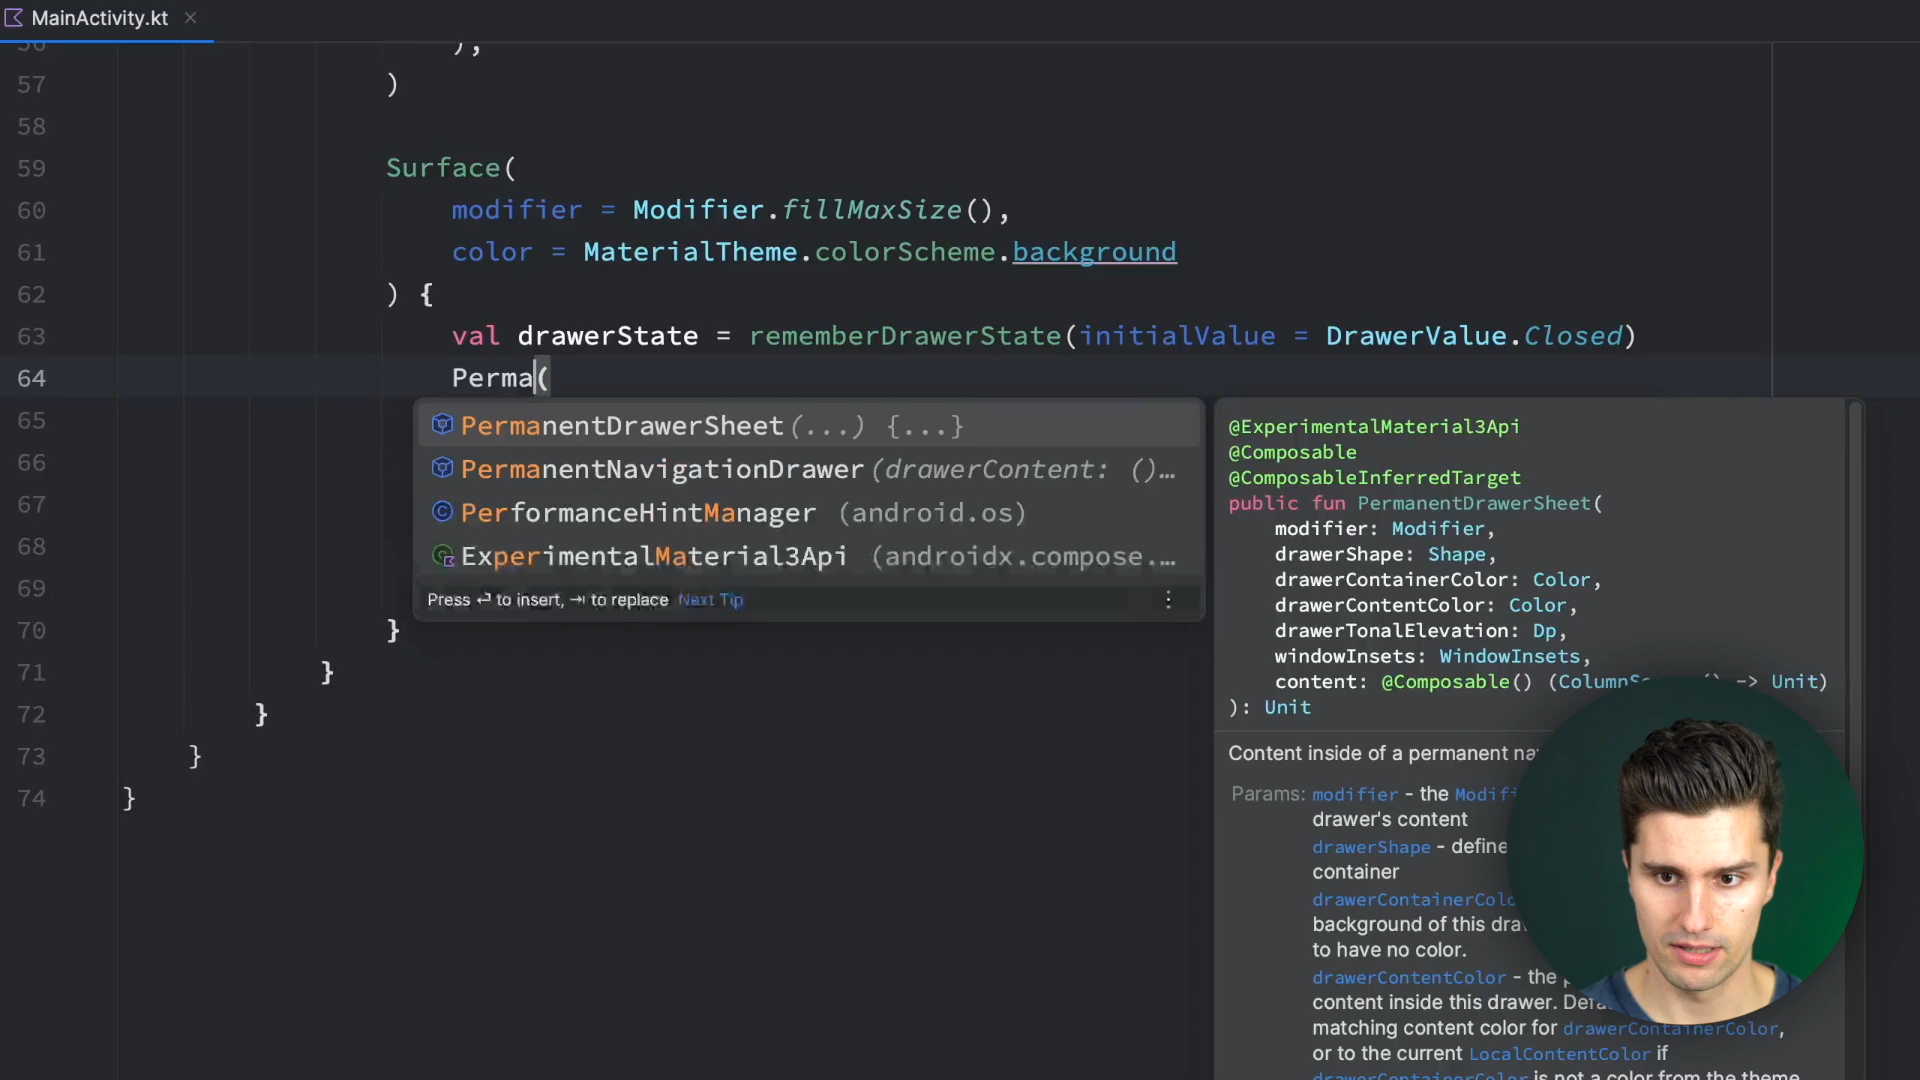 MainActivity.kt
),
57 )
58
59 Surface(
60 modifier = Modifier.fillMaxSize(),
61 color = MaterialTheme.colorScheme.background
62 ) {
63 val drawerState = rememberDrawerState(initialValue = DrawerValue.Closed)
64 Perma(
65
66
67
68
69
70 }
71 }
72 }
73 }
74 }
PermanentDrawerSheet(...) {...}
PermanentNavigationDrawer(drawerContent: ()…
PerformanceHintManager (android.os)
ExperimentalMaterial3Api (androidx.compose.…
Press ⏎ to insert, ⇥ to replace Next Tip
@ExperimentalMaterial3Api
@Composable
@ComposableInferredTarget
public fun PermanentDrawerSheet(
modifier: Modifier,
drawerShape: Shape,
drawerContainerColor: Color,
drawerContentColor: Color,
drawerTonalElevation: Dp,
windowInsets: WindowInsets,
content: @Composable() -> Unit)
): Unit
Content inside of a permanent
Params: modifier - the
drawer's content
drawerShape -
container
background of this
to have no color.
drawerContentColor - the
content inside this drawer.
matching content color for drawerContainerColor,
or to the current LocalContentColor if
drawerContainerColor is not a color from the theme